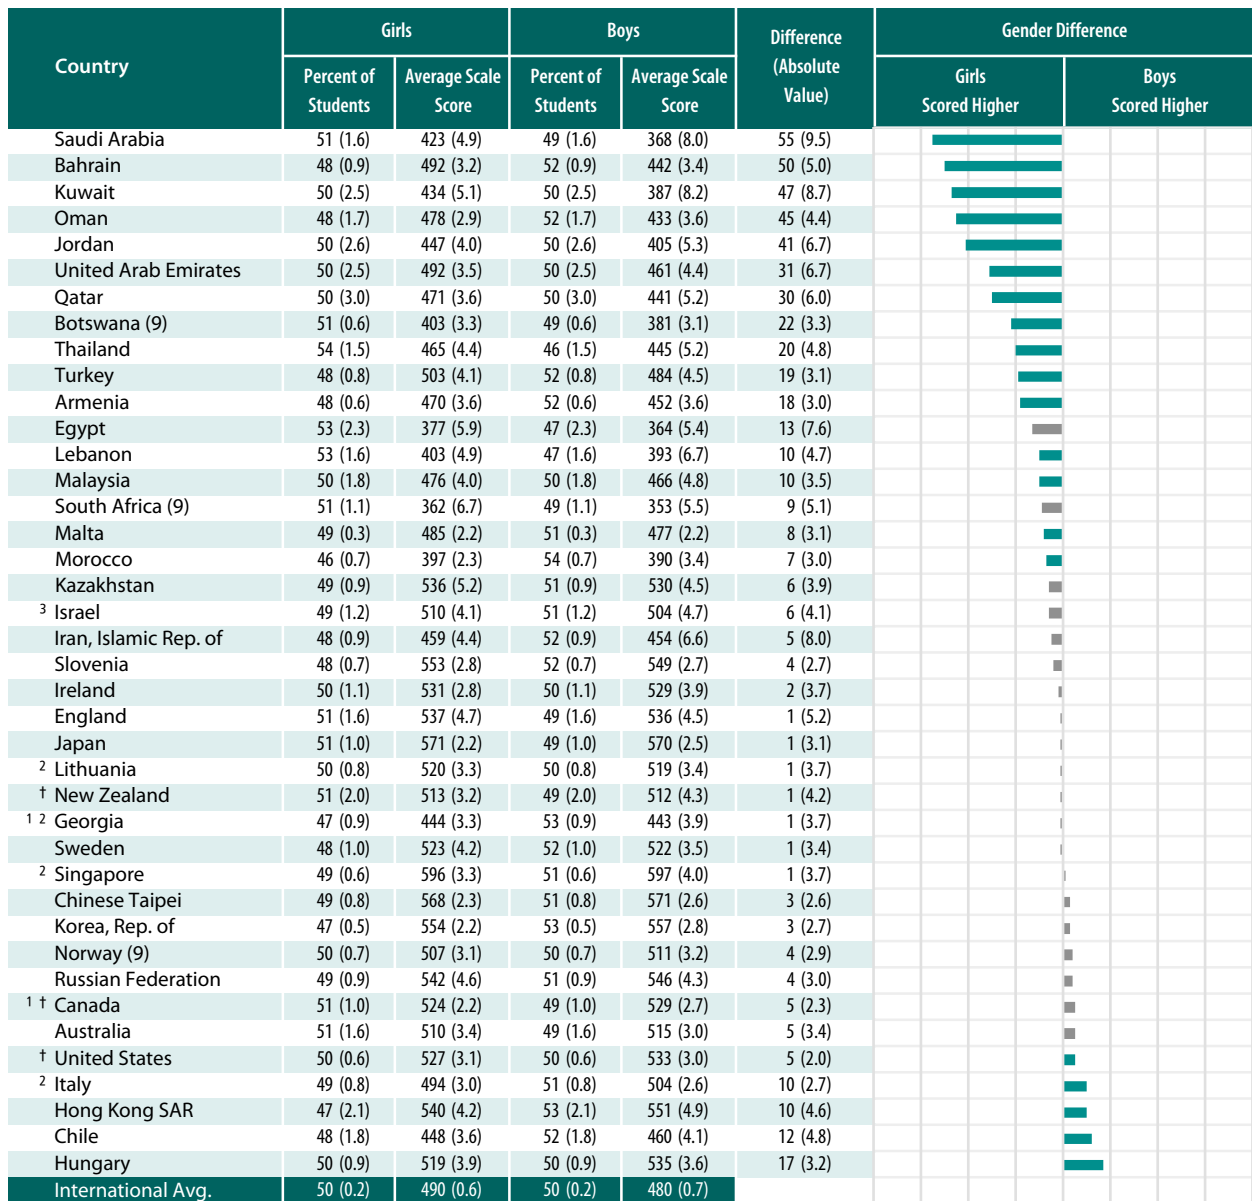 Country Girls Boys Difference (Absolute Value) Gender Difference
Percent of Students Average Scale Score Percent of Students Average Scale Score Girls Scored Higher Boys Scored Higher
Saudi Arabia 51 (1.6) 423 (4.9) 49 (1.6) 368 (8.0) 55 (9.5)
Bahrain 48 (0.9) 492 (3.2) 52 (0.9) 442 (3.4) 50 (5.0)
Kuwait 50 (2.5) 434 (5.1) 50 (2.5) 387 (8.2) 47 (8.7)
Oman 48 (1.7) 478 (2.9) 52 (1.7) 433 (3.6) 45 (4.4)
Jordan 50 (2.6) 447 (4.0) 50 (2.6) 405 (5.3) 41 (6.7)
United Arab Emirates 50 (2.5) 492 (3.5) 50 (2.5) 461 (4.4) 31 (6.7)
Qatar 50 (3.0) 471 (3.6) 50 (3.0) 441 (5.2) 30 (6.0)
Botswana (9) 51 (0.6) 403 (3.3) 49 (0.6) 381 (3.1) 22 (3.3)
Thailand 54 (1.5) 465 (4.4) 46 (1.5) 445 (5.2) 20 (4.8)
Turkey 48 (0.8) 503 (4.1) 52 (0.8) 484 (4.5) 19 (3.1)
Armenia 48 (0.6) 470 (3.6) 52 (0.6) 452 (3.6) 18 (3.0)
Egypt 53 (2.3) 377 (5.9) 47 (2.3) 364 (5.4) 13 (7.6)
Lebanon 53 (1.6) 403 (4.9) 47 (1.6) 393 (6.7) 10 (4.7)
Malaysia 50 (1.8) 476 (4.0) 50 (1.8) 466 (4.8) 10 (3.5)
South Africa (9) 51 (1.1) 362 (6.7) 49 (1.1) 353 (5.5) 9 (5.1)
Malta 49 (0.3) 485 (2.2) 51 (0.3) 477 (2.2) 8 (3.1)
Morocco 46 (0.7) 397 (2.3) 54 (0.7) 390 (3.4) 7 (3.0)
Kazakhstan 49 (0.9) 536 (5.2) 51 (0.9) 530 (4.5) 6 (3.9)
3 Israel 49 (1.2) 510 (4.1) 51 (1.2) 504 (4.7) 6 (4.1)
Iran, Islamic Rep. of 48 (0.9) 459 (4.4) 52 (0.9) 454 (6.6) 5 (8.0)
Slovenia 48 (0.7) 553 (2.8) 52 (0.7) 549 (2.7) 4 (2.7)
Ireland 50 (1.1) 531 (2.8) 50 (1.1) 529 (3.9) 2 (3.7)
England 51 (1.6) 537 (4.7) 49 (1.6) 536 (4.5) 1 (5.2)
Japan 51 (1.0) 571 (2.2) 49 (1.0) 570 (2.5) 1 (3.1)
2 Lithuania 50 (0.8) 520 (3.3) 50 (0.8) 519 (3.4) 1 (3.7)
† New Zealand 51 (2.0) 513 (3.2) 49 (2.0) 512 (4.3) 1 (4.2)
1 2 Georgia 47 (0.9) 444 (3.3) 53 (0.9) 443 (3.9) 1 (3.7)
Sweden 48 (1.0) 523 (4.2) 52 (1.0) 522 (3.5) 1 (3.4)
2 Singapore 49 (0.6) 596 (3.3) 51 (0.6) 597 (4.0) 1 (3.7)
Chinese Taipei 49 (0.8) 568 (2.3) 51 (0.8) 571 (2.6) 3 (2.6)
Korea, Rep. of 47 (0.5) 554 (2.2) 53 (0.5) 557 (2.8) 3 (2.7)
Norway (9) 50 (0.7) 507 (3.1) 50 (0.7) 511 (3.2) 4 (2.9)
Russian Federation 49 (0.9) 542 (4.6) 51 (0.9) 546 (4.3) 4 (3.0)
1 † Canada 51 (1.0) 524 (2.2) 49 (1.0) 529 (2.7) 5 (2.3)
Australia 51 (1.6) 510 (3.4) 49 (1.6) 515 (3.0) 5 (3.4)
† United States 50 (0.6) 527 (3.1) 50 (0.6) 533 (3.0) 5 (2.0)
2 Italy 49 (0.8) 494 (3.0) 51 (0.8) 504 (2.6) 10 (2.7)
Hong Kong SAR 47 (2.1) 540 (4.2) 53 (2.1) 551 (4.9) 10 (4.6)
Chile 48 (1.8) 448 (3.6) 52 (1.8) 460 (4.1) 12 (4.8)
Hungary 50 (0.9) 519 (3.9) 50 (0.9) 535 (3.6) 17 (3.2)
International Avg. 50 (0.2) 490 (0.6) 50 (0.2) 480 (0.7)